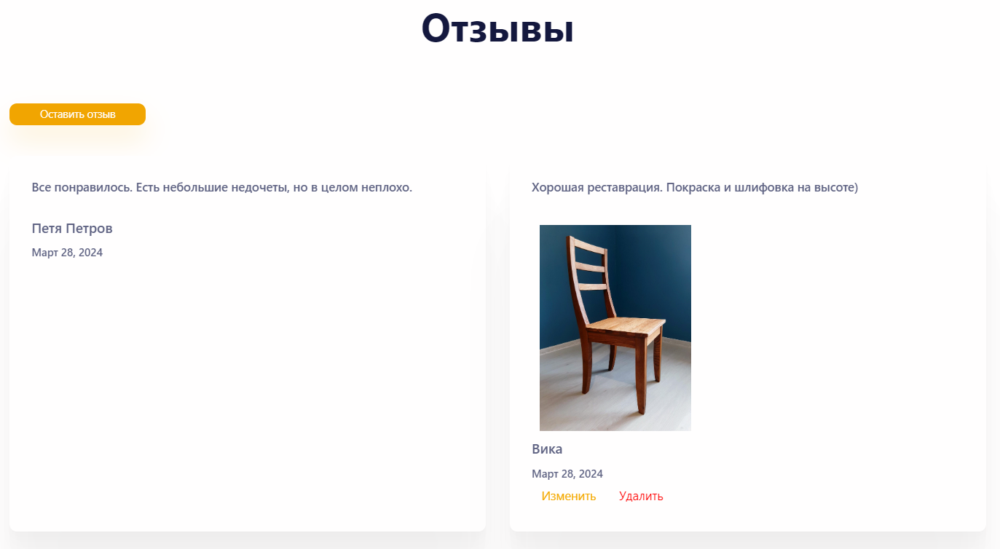 Отзывы
Оставить отзыв
Все понравилось. Есть небольшие недочеты, но в целом неплохо.
Петя Петров
Март 28, 2024
Хорошая реставрация. Покраска и шлифовка на высоте)
Вика
Март 28, 2024
Изменить Удалить